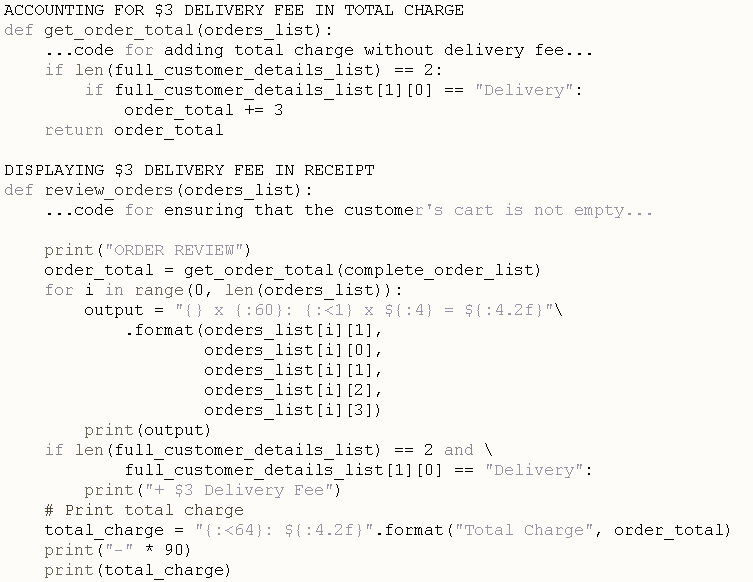 ACCOUNTING FOR $3 DELIVERY FEE IN TOTAL CHARGE
def get_order_total(orders_list):
    ...code for adding total charge without delivery fee...
    if len(full_customer_details_list) == 2:
        if full_customer_details_list[1][0] == "Delivery":
            order_total += 3
    return order_total

DISPLAYING $3 DELIVERY FEE IN RECEIPT
def review_orders(orders_list):
    ...code for ensuring that the customer's cart is not empty...

    print("ORDER REVIEW")
    order_total = get_order_total(complete_order_list)
    for i in range(0, len(orders_list)):
        output = "{} x {:60}: {:<1} x ${:4} = ${:4.2f}"\
            .format(orders_list[i][1],
                    orders_list[i][0],
                    orders_list[i][1],
                    orders_list[i][2],
                    orders_list[i][3])
        print(output)
    if len(full_customer_details_list) == 2 and \
            full_customer_details_list[1][0] == "Delivery":
        print("+ $3 Delivery Fee")
    # Print total charge
    total_charge = "{:<64}: ${:4.2f}".format("Total Charge", order_total)
    print("-" * 90)
    print(total_charge)